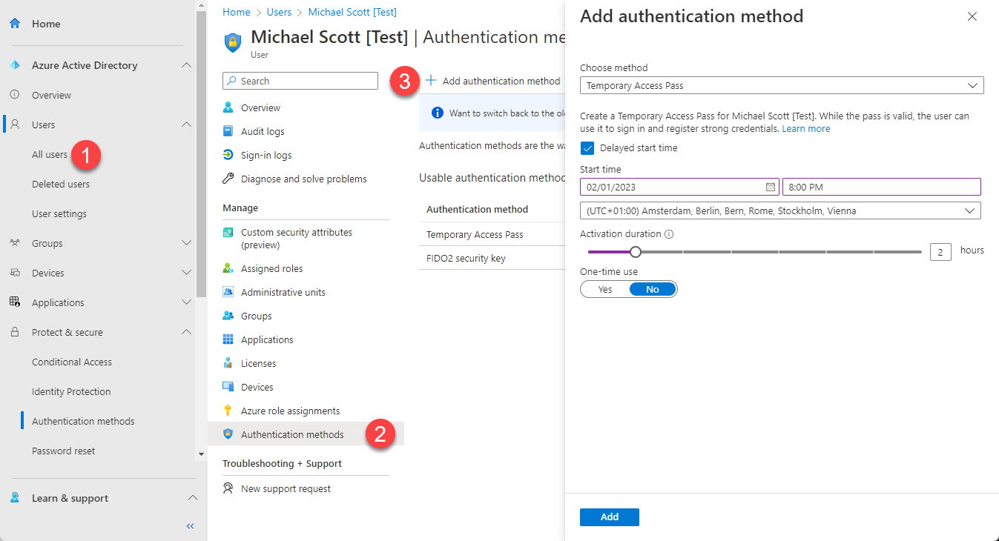 Home
Azure Active Directory
Overview
Users
All users
1
Deleted users
User settings
Groups
Devices
Applications
Protect & secure
Conditional Access
Identity Protection
Authentication methods
Password reset
Learn & support
Home > Users > Michael Scott [Test]
Michael Scott [Test] | Authentication me
User
Search
Overview
Audit logs
Sign-in logs
Diagnose and solve problems
Manage
Custom security attributes
(preview)
Assigned roles
Administrative units
Groups
Applications
Licenses
Devices
Azure role assignments
Authentication methods
2
Troubleshooting + Support
New support request
3
Add authentication method
Want to switch back to the ol
Authentication methods are the wa
Usable authentication method
Authentication method
Temporary Access Pass
FIDO2 security key
Add authentication method
Choose method
Temporary Access Pass
Create a Temporary Access Pass for Michael Scott [Test]. While the pass is valid, the user can
use it to sign in and register strong credentials. Learn more
Delayed start time
Start time
02/01/2023
8:00 PM
(UTC+01:00) Amsterdam, Berlin, Bern, Rome, Stockholm, Vienna
Activation duration
2 hours
One-time use
Yes No
Add